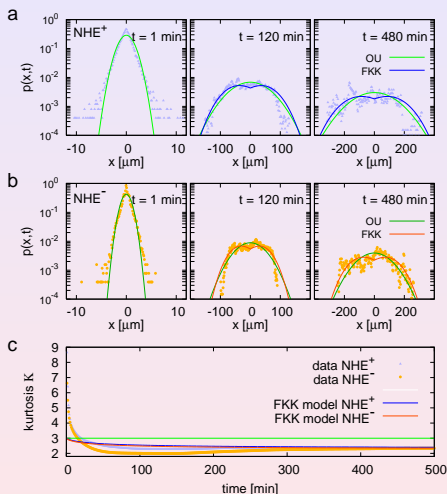 a
NHE+
t = 1 min
t = 120 min
t = 480 min
OU
FKK
p(x,t)
10^0
10^-1
10^-2
10^-3
10^-4
-10 0 10
-100 0 100
-200 0 200
x [μm]
x [μm]
x [μm]
b
NHE-
t = 1 min
t = 120 min
t = 480 min
OU
FKK
p(x,t)
10^0
10^-1
10^-2
10^-3
10^-4
-10 0 10
-100 0 100
-200 0 200
x [μm]
x [μm]
x [μm]
c
kurtosis K
9
8
7
6
5
4
3
2
data NHE+
data NHE-
FKK model NHE+
FKK model NHE-
0 100 200 300 400 500
time [min]